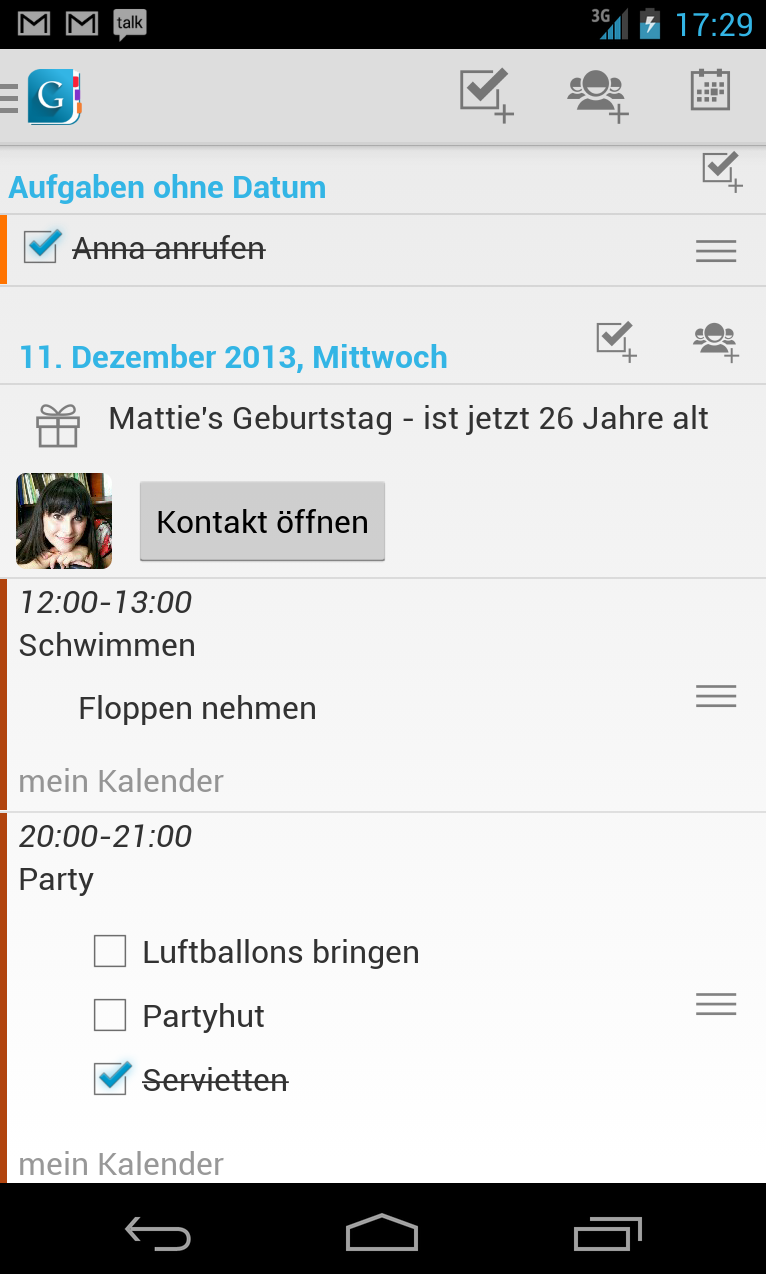 talk
3G
17:29
G
Aufgaben ohne Datum
Anna anrufen
11. Dezember 2013, Mittwoch
Mattie's Geburtstag - ist jetzt 26 Jahre alt
Kontakt öffnen
12:00-13:00
Schwimmen
Floppen nehmen
mein Kalender
20:00-21:00
Party
Luftballons bringen
Partyhut
Servietten
mein Kalender